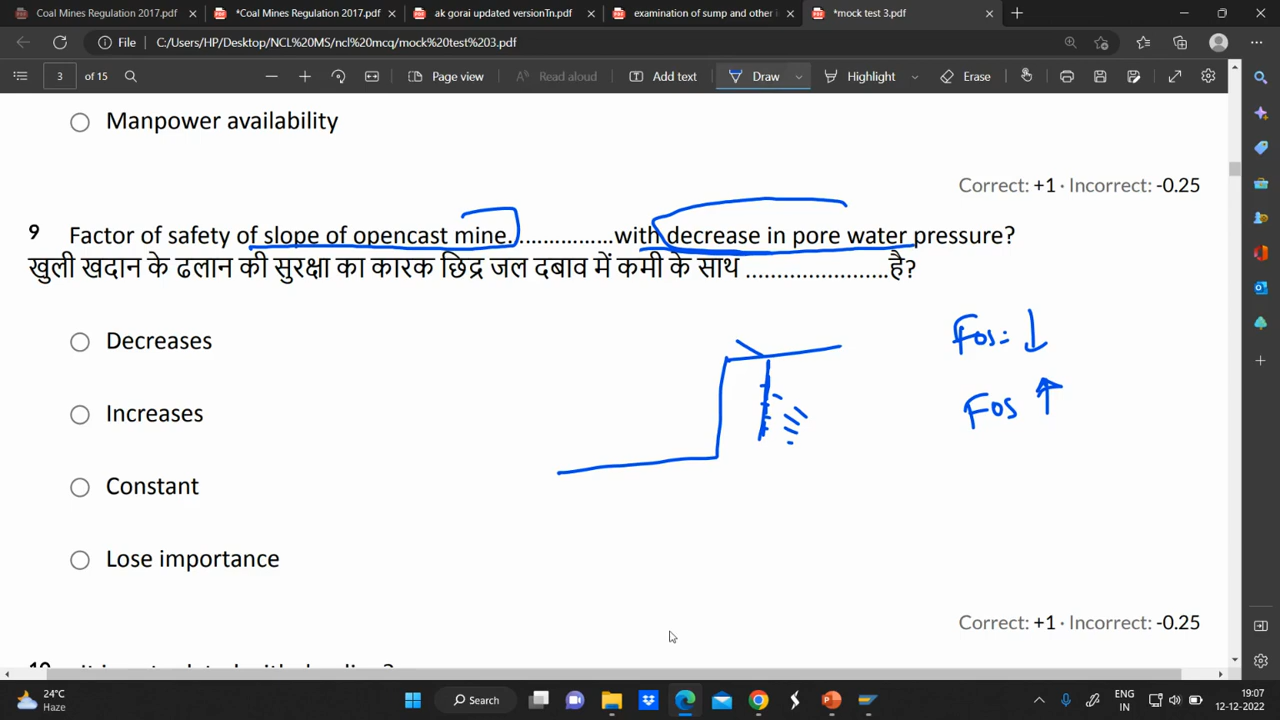 Coal Mines Regulation 2017.pdf
*Coal Mines Regulation 2017.pdf
ak gorai updated versionTn.pdf
examination of sump and other i
*mock test 3.pdf
File
C:/Users/HP/Desktop/NCL%20MS/ncl%20mcq/mock%20test%203.pdf
3 of 15
Page view
Read aloud
Add text
Draw
Highlight
Erase
Manpower availability
Correct: +1 · Incorrect: -0.25
9 Factor of safety of slope of opencast mine...............with decrease in pore water pressure?
खुली खदान के ढलान की सुरक्षा का कारक छिद्र जल दबाव में कमी के साथ .......................है?
Fos: ↓
Decreases
Fos ↑
Increases
Constant
Lose importance
Correct: +1 · Incorrect: -0.25
24°C
Haze
Search
ENG
IN
19:07
12-12-2022